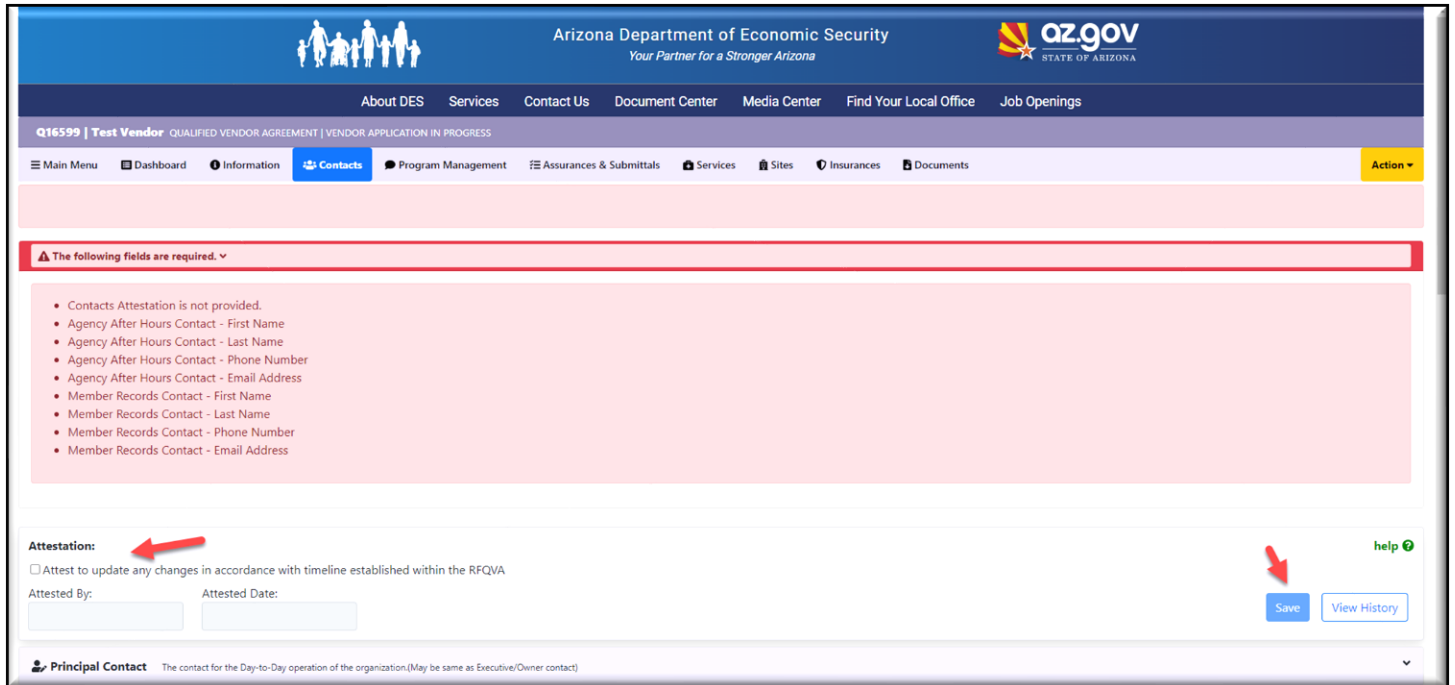 Arizona Department of Economic Security
Your Partner for a Stronger Arizona
az.gov
STATE OF ARIZONA
About DES Services Contact Us Document Center Media Center Find Your Local Office Job Openings
Q16599 | Test Vendor QUALIFIED VENDOR AGREEMENT | VENDOR APPLICATION IN PROGRESS
Main Menu Dashboard Information Contacts Program Management Assurances & Submittals Services Sites Insurances Documents Action
The following fields are required.
• Contacts Attestation is not provided.
• Agency After Hours Contact - First Name
• Agency After Hours Contact - Last Name
• Agency After Hours Contact - Phone Number
• Agency After Hours Contact - Email Address
• Member Records Contact - First Name
• Member Records Contact - Last Name
• Member Records Contact - Phone Number
• Member Records Contact - Email Address
Attestation: help
Attest to update any changes in accordance with timeline established within the RFQVA
Attested By: Attested Date:
Save View History
Principal Contact The contact for the Day-to-Day operation of the organization.(May be same as Executive/Owner contact)